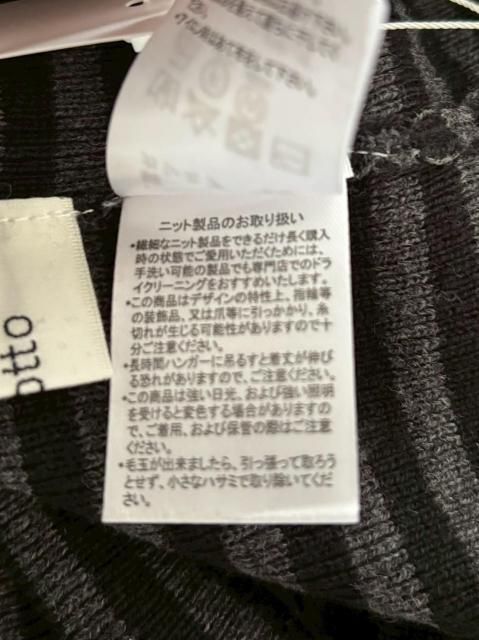 ニット製品のお取り扱い
•繊細なニット製品をできるだけ長く購入
時の状態でご愛用いただくためには、
手洗い可能の製品でも専門店でのドラ
イクリーニングをおすすめいたします。
•この商品はデザインの特性上、指輪等
の装飾品、又は爪等に引っかかり、糸
切れが生じる可能性がありますので十
分ご注意ください。
•長時間ハンガーに吊るすと着丈が伸び
る恐れがありますので、ご注意ください。
•この商品は強い日光、および強い照明
を受けると変色する場合があります
ので、ご着用、および保管の際はご注意
ください。
•毛玉が出来ましたら、引っ張って取ろう
とせず、小さなハサミで取り除いてくだ
さい。
otto